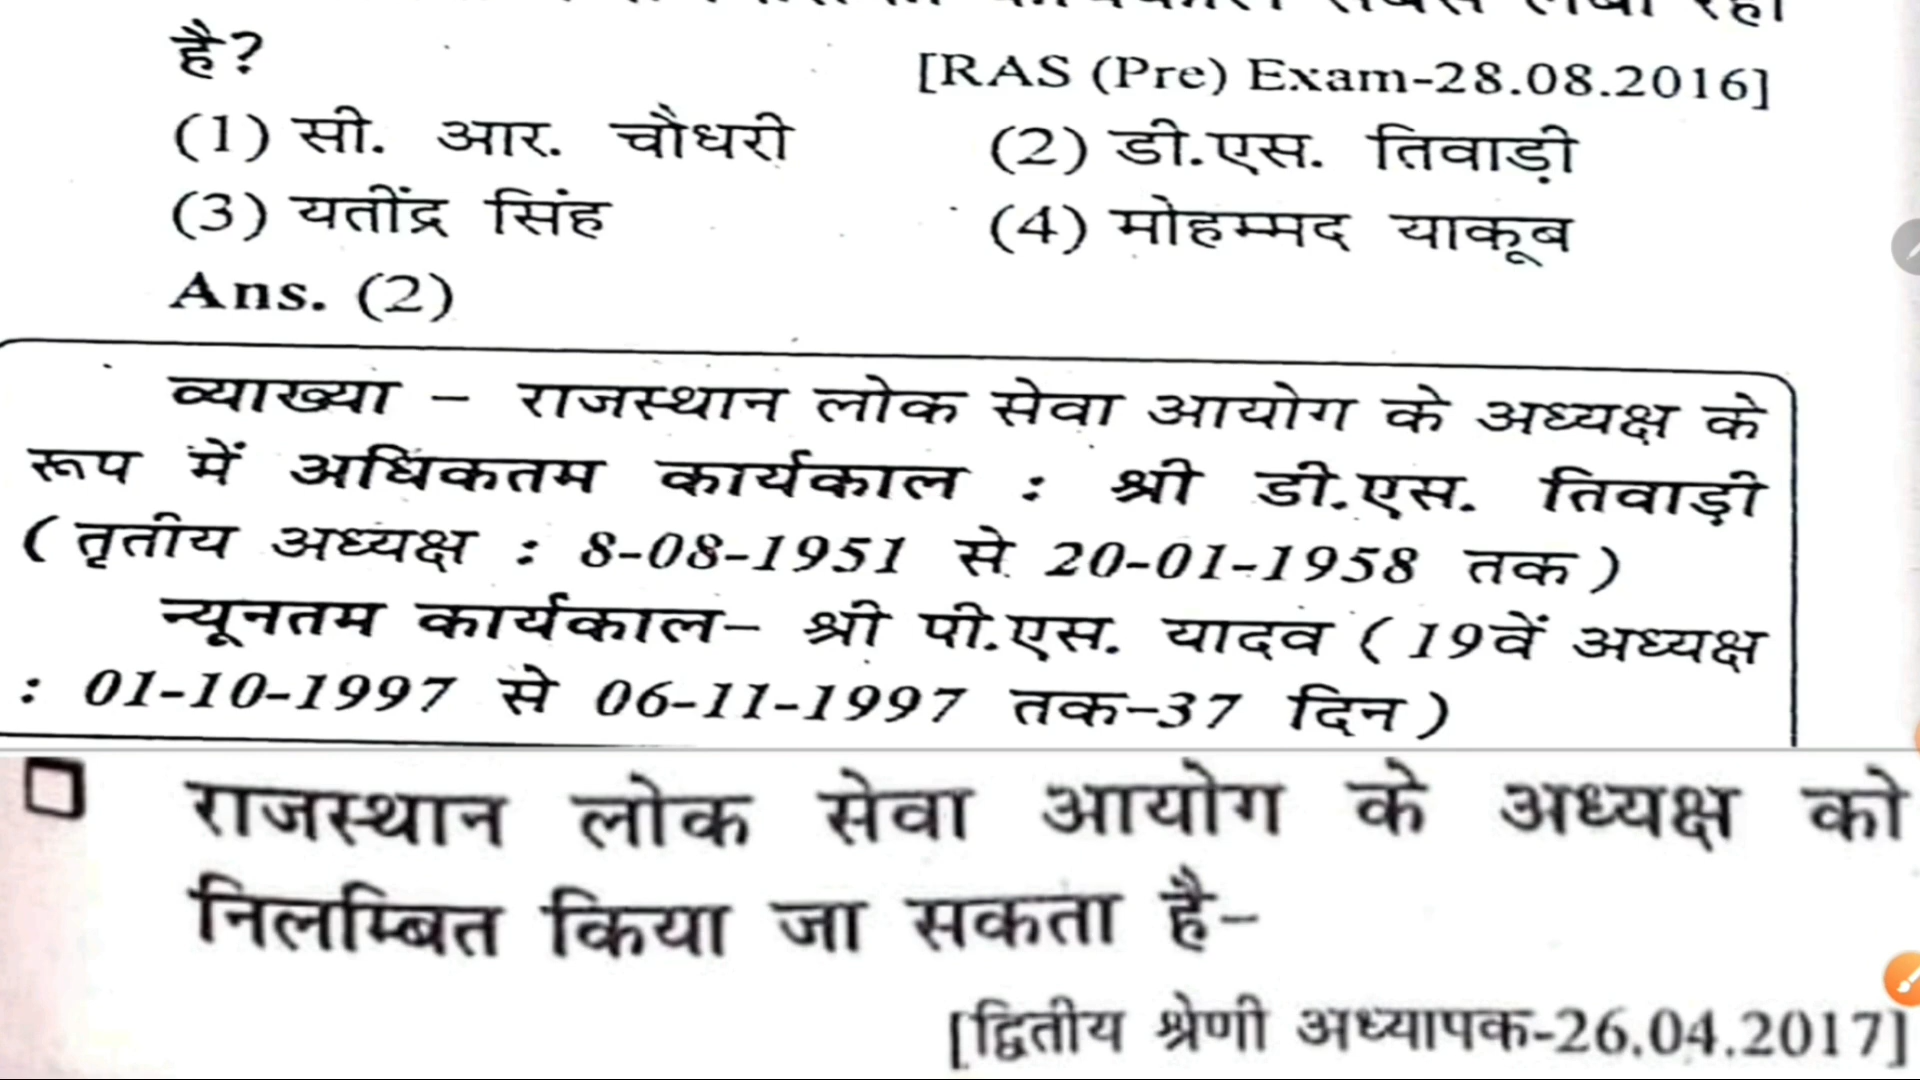 है?
[RAS (Pre) Exam-28.08.2016]
(1) सी. आर. चौधरी (2) डी.एस. तिवाड़ी
(3) यतींद्र सिंह (4) मोहम्मद याकूब
Ans. (2)
व्याख्या - राजस्थान लोक सेवा आयोग के अध्यक्ष के
रूप में अधिकतम कार्यकाल : श्री डी.एस. तिवाड़ी
(तृतीय अध्यक्ष : 8-08-1951 से 20-01-1958 तक)
न्यूनतम कार्यकाल- श्री पी.एस. यादव (19वें अध्यक्ष
: 01-10-1997 से 06-11-1997 तक-37 दिन)
राजस्थान लोक सेवा आयोग के अध्यक्ष को
निलम्बित किया जा सकता है-
[द्वितीय श्रेणी अध्यापक-26.04.2017]